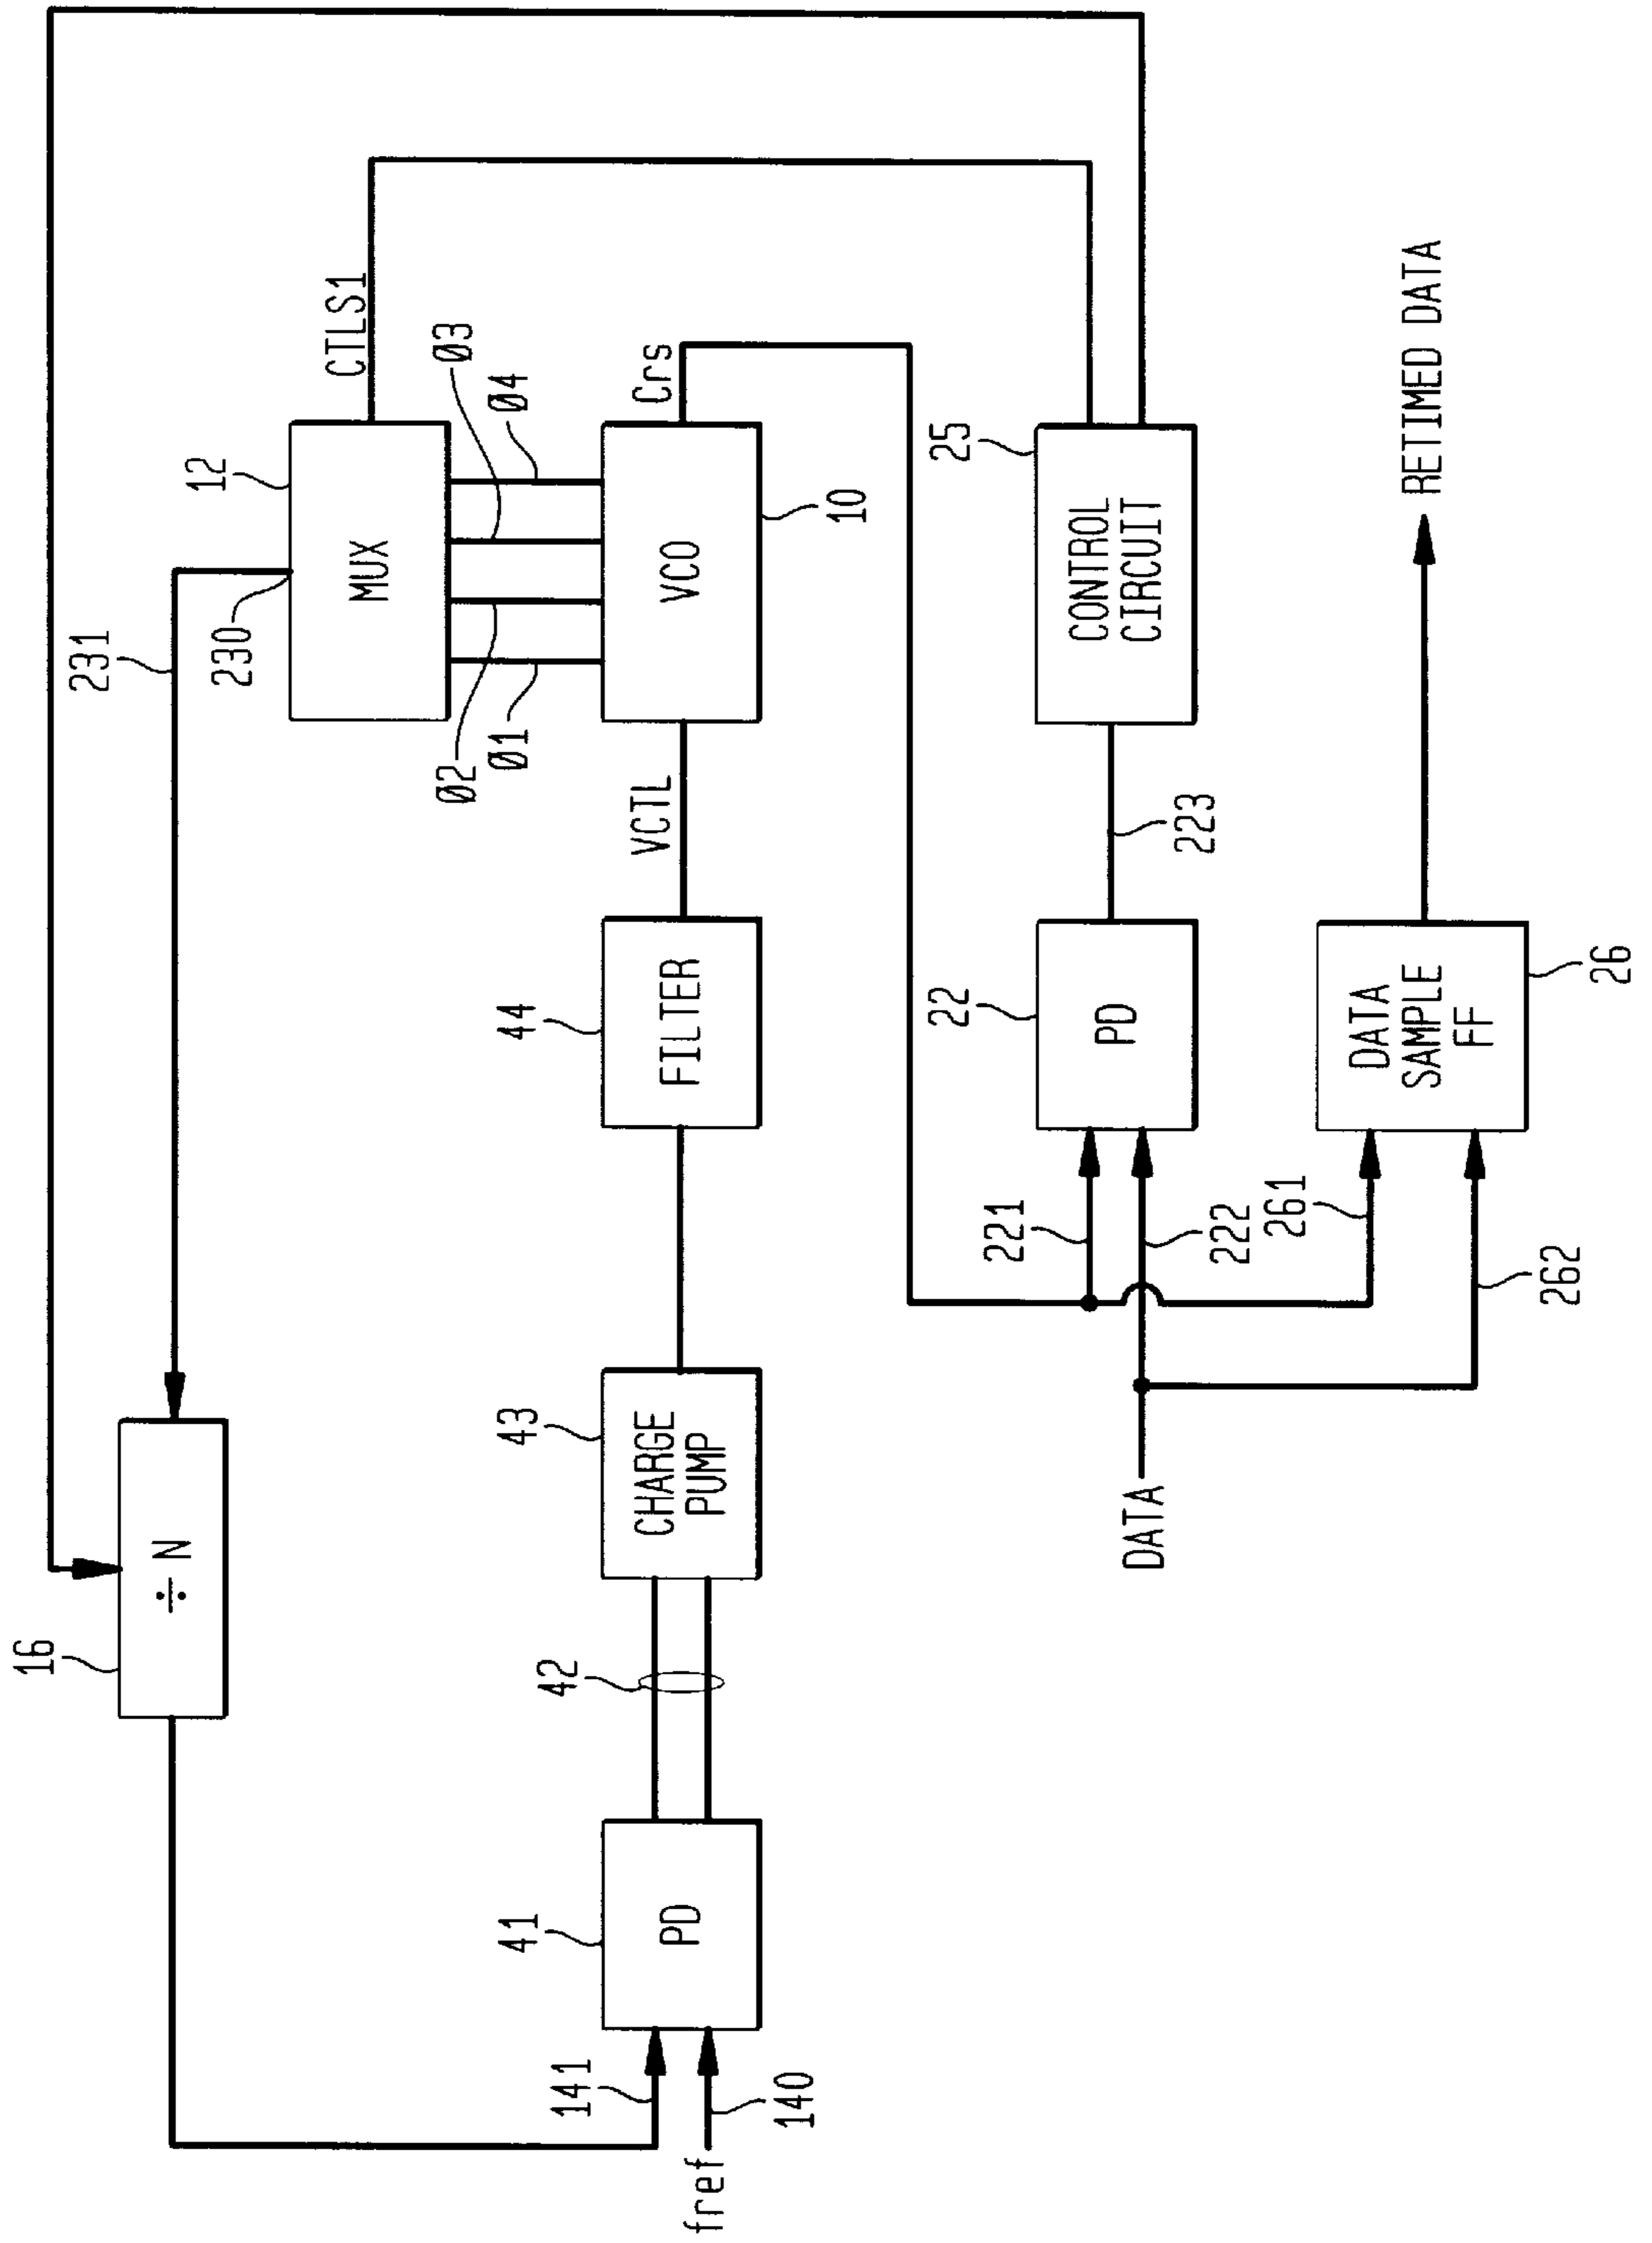 16
÷ N
231
230
12
MUX
CTLS1
Ø2
Ø1
Ø3
Ø4
fref
141
140
41
PD
42
43
CHARGE
PUMP
44
FILTER
VCTL
VCO
10
Crs
DATA
221
222
22
PD
223
25
CONTROL
CIRCUIT
261
262
DATA
SAMPLE
FF
26
RETIMED DATA